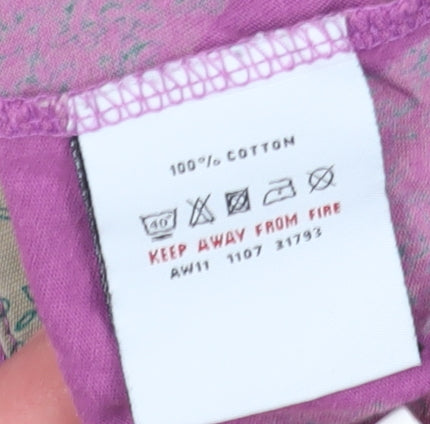 100% COTTON
40°
KEEP AWAY FROM FIRE
AW11 1107 31793